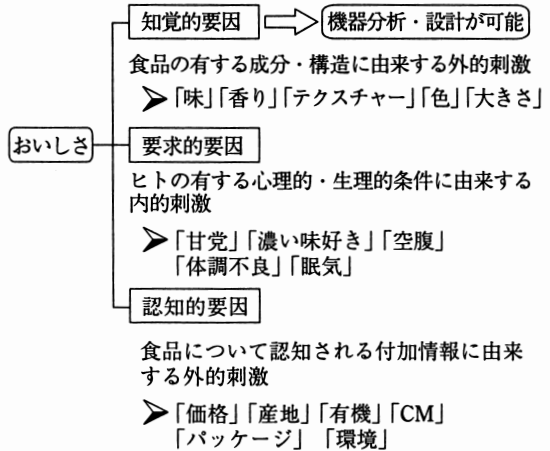 知覚的要因
機器分析・設計が可能
食品の有する成分・構造に由来する外的刺激
「味」「香り」「テクスチャー」「色」「大きさ」
おいしさ
要求的要因
ヒトの有する心理的・生理的条件に由来する
内的刺激
「甘党」「濃い味好き」「空腹」
「体調不良」「眠気」
認知的要因
食品について認知される付加情報に由来
する外的刺激
「価格」「産地」「有機」「CM」
「パッケージ」「環境」